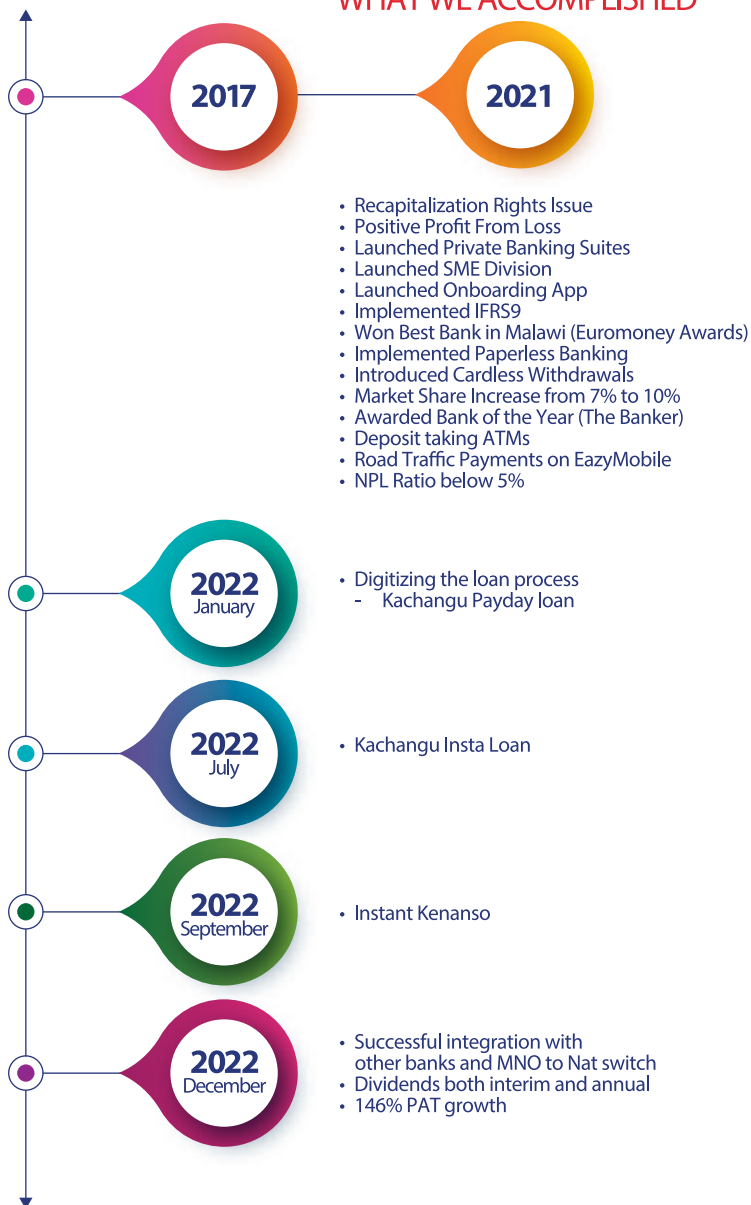 WHAT WE ACCOMPLISHED
2017
2021
• Recapitalization Rights Issue
• Positive Profit From Loss
• Launched Private Banking Suites
• Launched SME Division
• Launched Onboarding App
• Implemented IFRS9
• Won Best Bank in Malawi (Euromoney Awards)
• Implemented Paperless Banking
• Introduced Cardless Withdrawals
• Market Share Increase from 7% to 10%
• Awarded Bank of the Year (The Banker)
• Deposit taking ATMs
• Road Traffic Payments on EazyMobile
• NPL Ratio below 5%
2022
January
• Digitizing the loan process
- Kachangu Payday loan
2022
July
• Kachangu Insta Loan
2022
September
• Instant Kenanso
2022
December
• Successful integration with
other banks and MNO to Nat switch
• Dividends both interim and annual
• 146% PAT growth